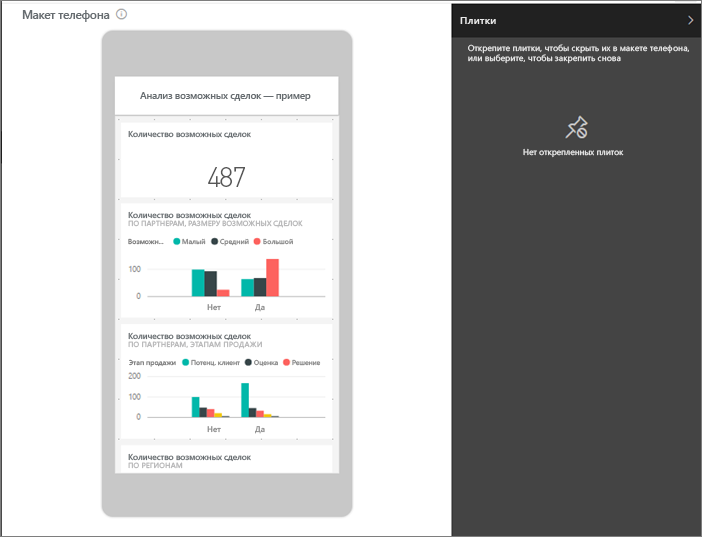 Макет телефона
Плитки
Открепите плитки, чтобы скрыть их в макете телефона,
или выберите, чтобы закрепить снова
Нет открепленных плиток
Анализ возможных сделок — пример
Количество возможных сделок
487
Количество возможных сделок
ПО ПАРТНЕРАМ, РАЗМЕРУ ВОЗМОЖНЫХ СДЕЛОК
Возможн... Малый Средний Большой
100
0
Нет Да
Количество возможных сделок
ПО ПАРТНЕРАМ, ЭТАПАМ ПРОДАЖИ
Этап продажи Потенц. клиент Оценка Решение
200
100
0
Нет Да
Количество возможных сделок
ПО РЕГИОНАМ